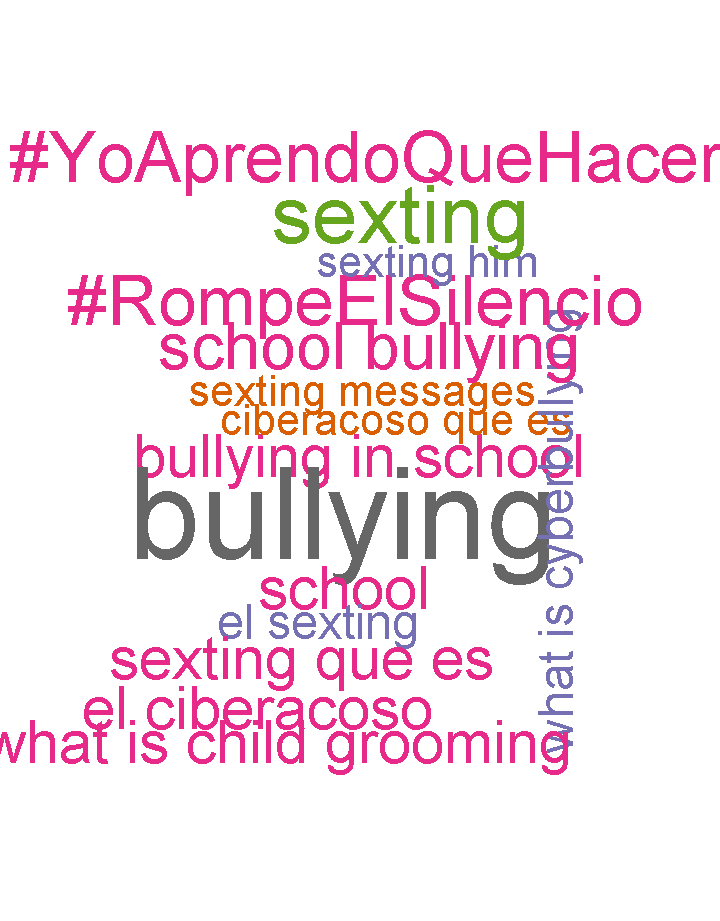 #YoAprendoQueHacer
sexting
sexting him
#RompeElSilencio
school bullying
sexting messages
ciberacoso que es
bullying in school
bullying
school
el sexting
sexting que es
el ciberacoso
what is child grooming
what is cyberbullying